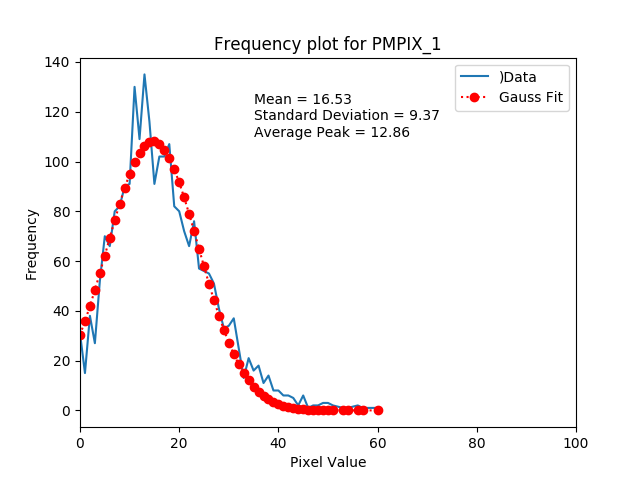 Frequency plot for PMPIX_1
140
120
100
80
60
40
20
0
Frequency
Mean = 16.53
Standard Deviation = 9.37
Average Peak = 12.86
)Data
Gauss Fit
0 20 40 60 80 100
Pixel Value